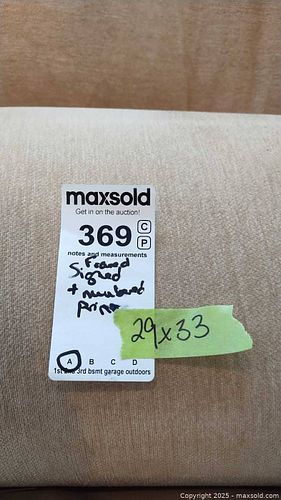 maxsold
Get in on the auction!
369 C
P
notes and measurements
Framed
Signed
+ numbered
print
29x33
A B C D
1st 2nd 3rd bsmt garage outdoors
Copyright 2025 - maxsold.com